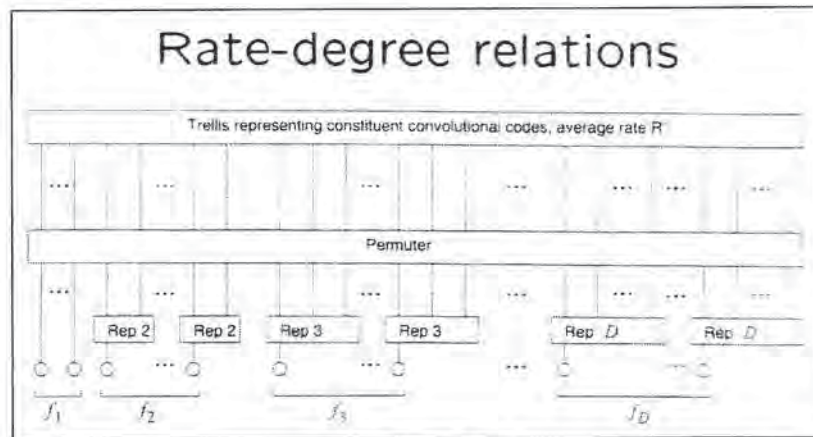 Rate-degree relations
Trellis representing constituent convolutional codes, average rate R
... ... ... ... ... ... ...
Permuter
... ... ... ... ... ... ...
Rep 2 Rep 2 Rep 3 Rep 3 Rep D Rep D
... ... ... ...
f₁ f₂ f₃ f_D